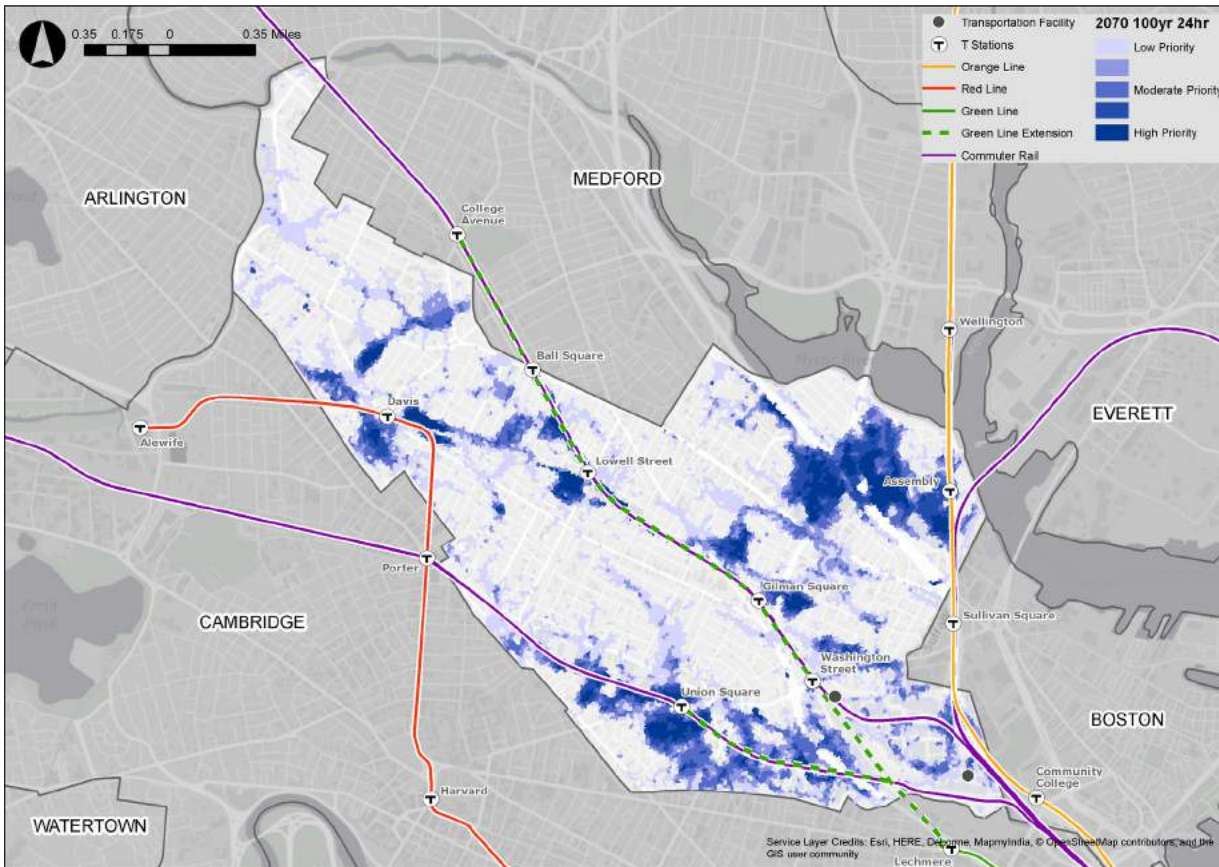 0.35 0.175 0 0.35 Miles
Transportation Facility
T Stations
Orange Line
Red Line
Green Line
Green Line Extension
Commuter Rail
2070 100yr 24hr
Low Priority
Moderate Priority
High Priority
ARLINGTON
MEDFORD
College
Avenue
Wellington
Ball Square
EVERETT
Davis
Alewife
Lowell Street
Assembly
Porter
Gilman Square
CAMBRIDGE
Sullivan Square
Washington
Street
Union Square
BOSTON
Community
College
Harvard
WATERTOWN
Service Layer Credits: Esri, HERE, DeLorme, MapmyIndia, © OpenStreetMap contributors, and the
GIS user community
Lechmere